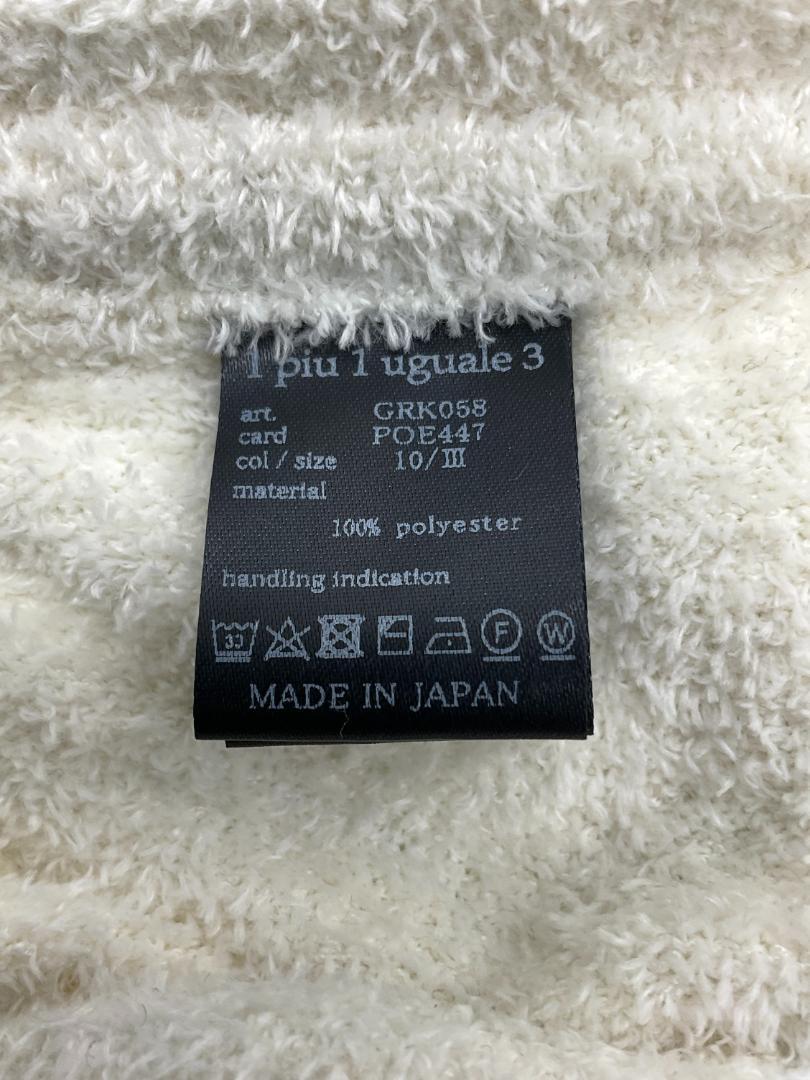 1 piu 1 uguale 3
art. GRK058
card POE447
col / size 10/III
material
100% polyester
handling indication
F W
MADE IN JAPAN